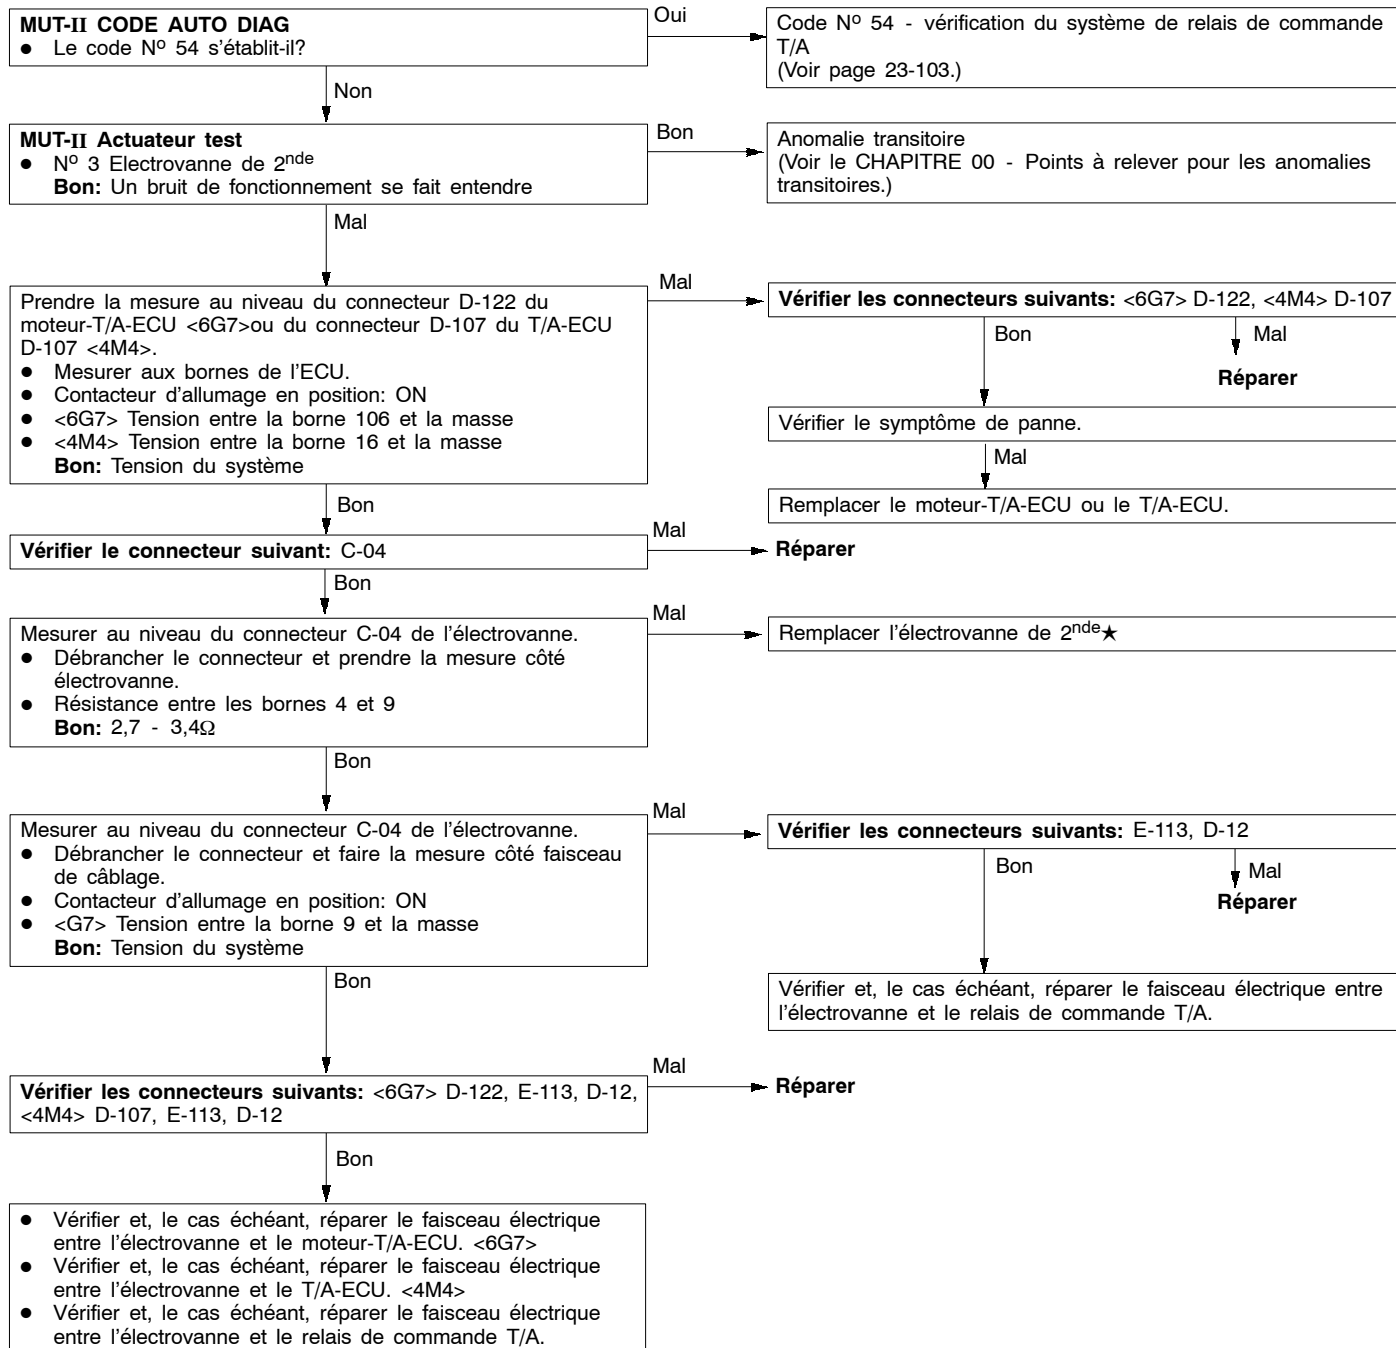 MUT-II CODE AUTO DIAG
● Le code Nº 54 s'établit-il?
Oui
Code Nº 54 - vérification du système de relais de commande
T/A
(Voir page 23-103.)
Non
MUT-II Actuateur test
● Nº 3 Electrovanne de 2nde
Bon: Un bruit de fonctionnement se fait entendre
Bon
Anomalie transitoire
(Voir le CHAPITRE 00 - Points à relever pour les anomalies
transitoires.)
Mal
Prendre la mesure au niveau du connecteur D-122 du
moteur-T/A-ECU <6G7>ou du connecteur D-107 du T/A-ECU
D-107 <4M4>.
● Mesurer aux bornes de l'ECU.
● Contacteur d'allumage en position: ON
● <6G7> Tension entre la borne 106 et la masse
● <4M4> Tension entre la borne 16 et la masse
Bon: Tension du système
Mal
Vérifier les connecteurs suivants: <6G7> D-122, <4M4> D-107
Bon
Mal
Réparer
Vérifier le symptôme de panne.
Mal
Remplacer le moteur-T/A-ECU ou le T/A-ECU.
Bon
Vérifier le connecteur suivant: C-04
Mal
Réparer
Bon
Mesurer au niveau du connecteur C-04 de l'électrovanne.
● Débrancher le connecteur et prendre la mesure côté
électrovanne.
● Résistance entre les bornes 4 et 9
Bon: 2,7 - 3,4Ω
Mal
Remplacer l'électrovanne de 2nde★
Bon
Mesurer au niveau du connecteur C-04 de l'électrovanne.
● Débrancher le connecteur et faire la mesure côté faisceau
de câblage.
● Contacteur d'allumage en position: ON
● <G7> Tension entre la borne 9 et la masse
Bon: Tension du système
Mal
Vérifier les connecteurs suivants: E-113, D-12
Bon
Mal
Réparer
Vérifier et, le cas échéant, réparer le faisceau électrique entre
l'électrovanne et le relais de commande T/A.
Bon
Vérifier les connecteurs suivants: <6G7> D-122, E-113, D-12,
<4M4> D-107, E-113, D-12
Mal
Réparer
Bon
● Vérifier et, le cas échéant, réparer le faisceau électrique
entre l'électrovanne et le moteur-T/A-ECU. <6G7>
● Vérifier et, le cas échéant, réparer le faisceau électrique
entre l'électrovanne et le T/A-ECU. <4M4>
● Vérifier et, le cas échéant, réparer le faisceau électrique
entre l'électrovanne et le relais de commande T/A.